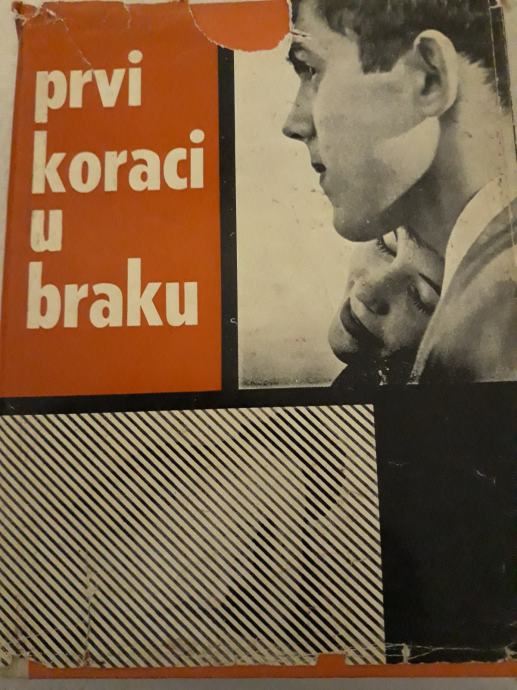 prvi
koraci
u
braku